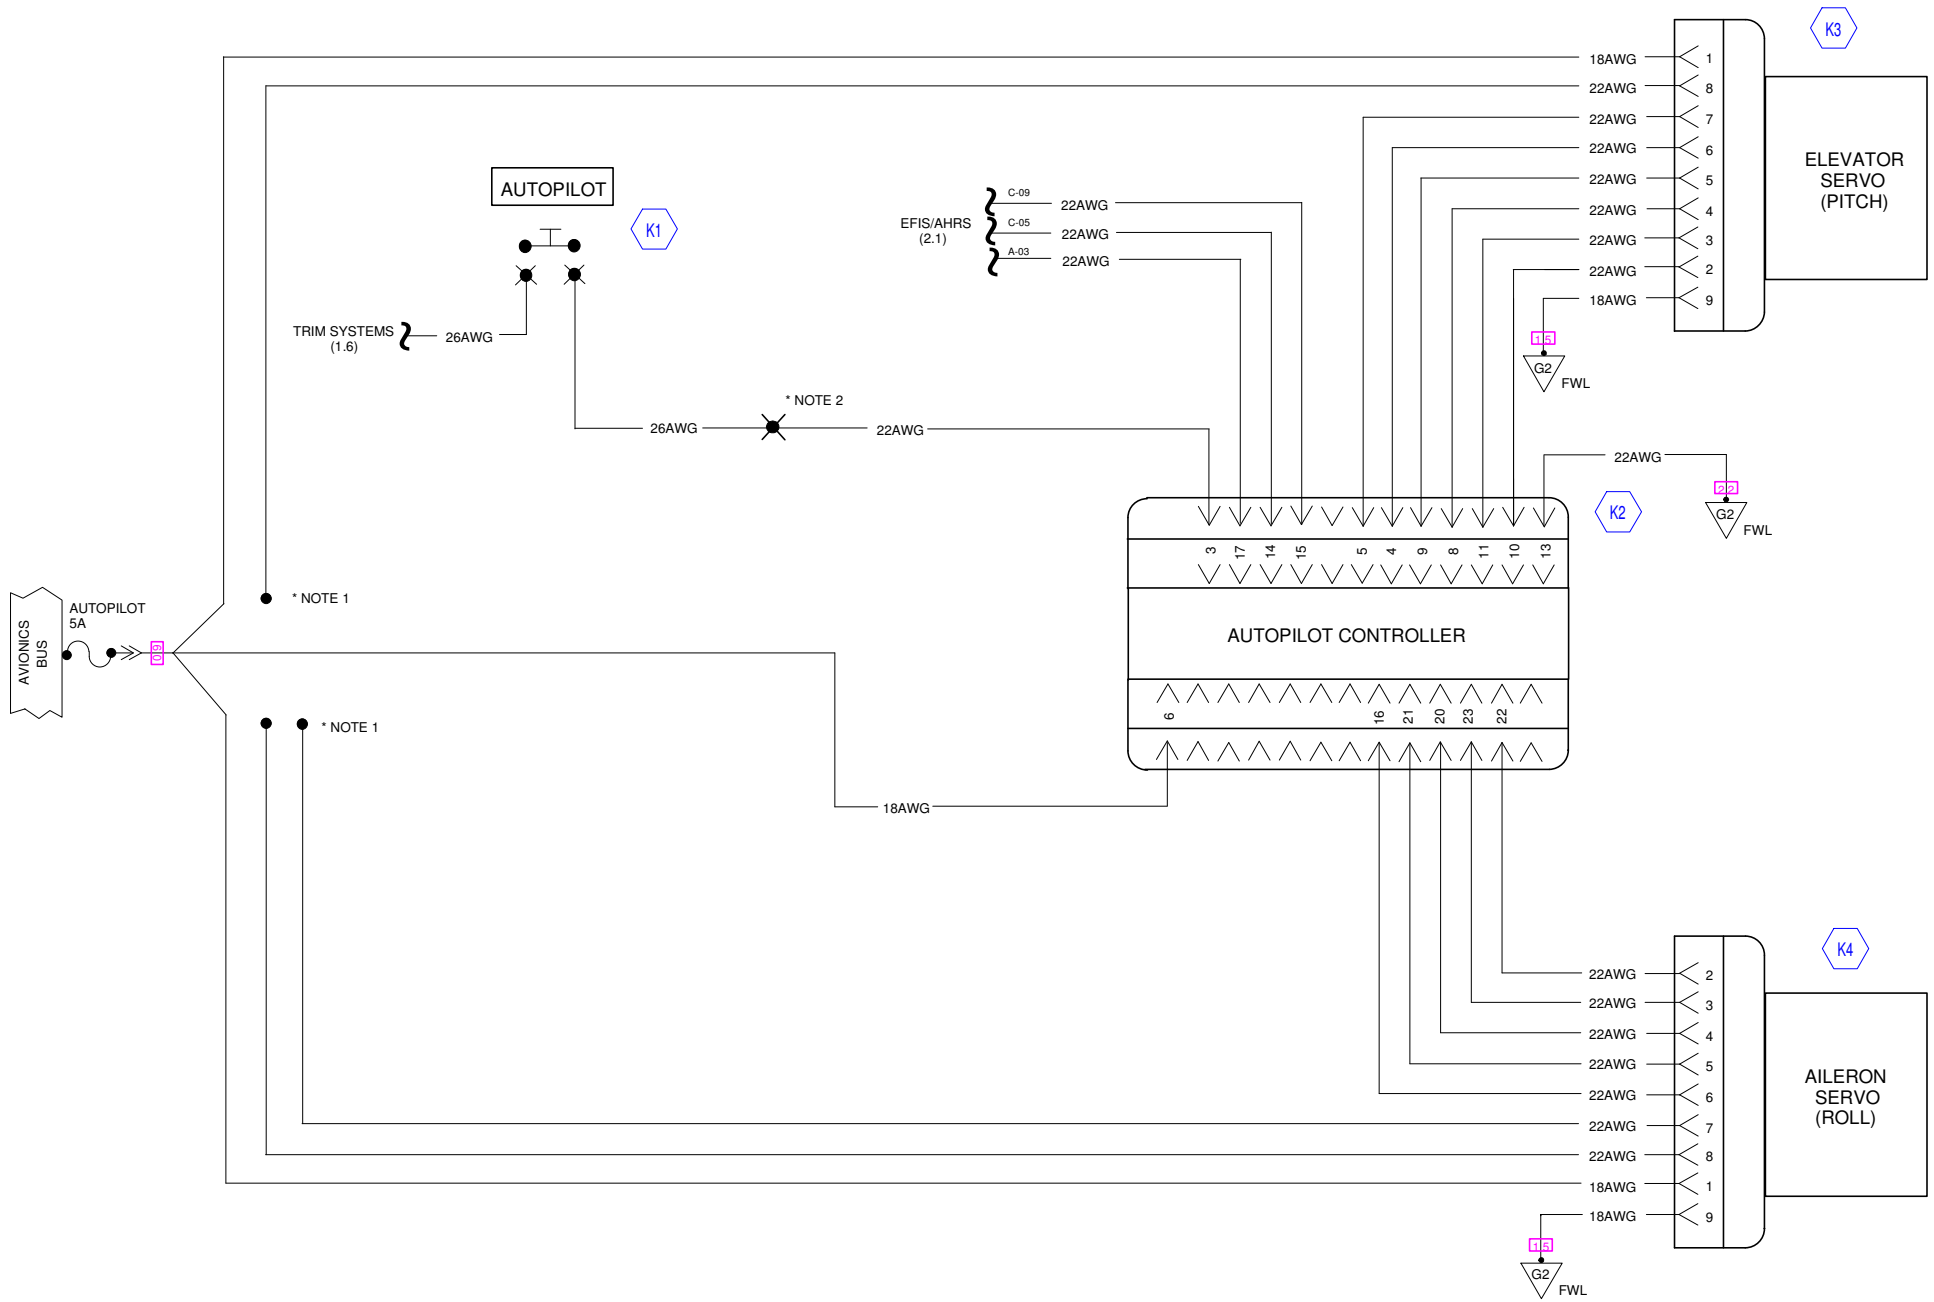 K3
18AWG 1
22AWG 8
22AWG 7
22AWG 6
22AWG 5
22AWG 4
22AWG 3
22AWG 2
18AWG 9
ELEVATOR
SERVO
(PITCH)
1.5
G2
FWL
AUTOPILOT
K1
C-09
22AWG
EFIS/AHRS
(2.1)
C-05
22AWG
A-03
22AWG
TRIM SYSTEMS
(1.6)
26AWG
* NOTE 2
26AWG
22AWG
22AWG
2.2
G2
FWL
K2
3 17 14 15 5 4 9 8 11 10 13
AUTOPILOT CONTROLLER
6 16 21 20 23 22
* NOTE 1
AVIONICS
BUS
AUTOPILOT
5A
0.9
* NOTE 1
18AWG
K4
22AWG 2
22AWG 3
22AWG 4
22AWG 5
22AWG 6
22AWG 7
22AWG 8
18AWG 1
18AWG 9
AILERON
SERVO
(ROLL)
1.5
G2
FWL